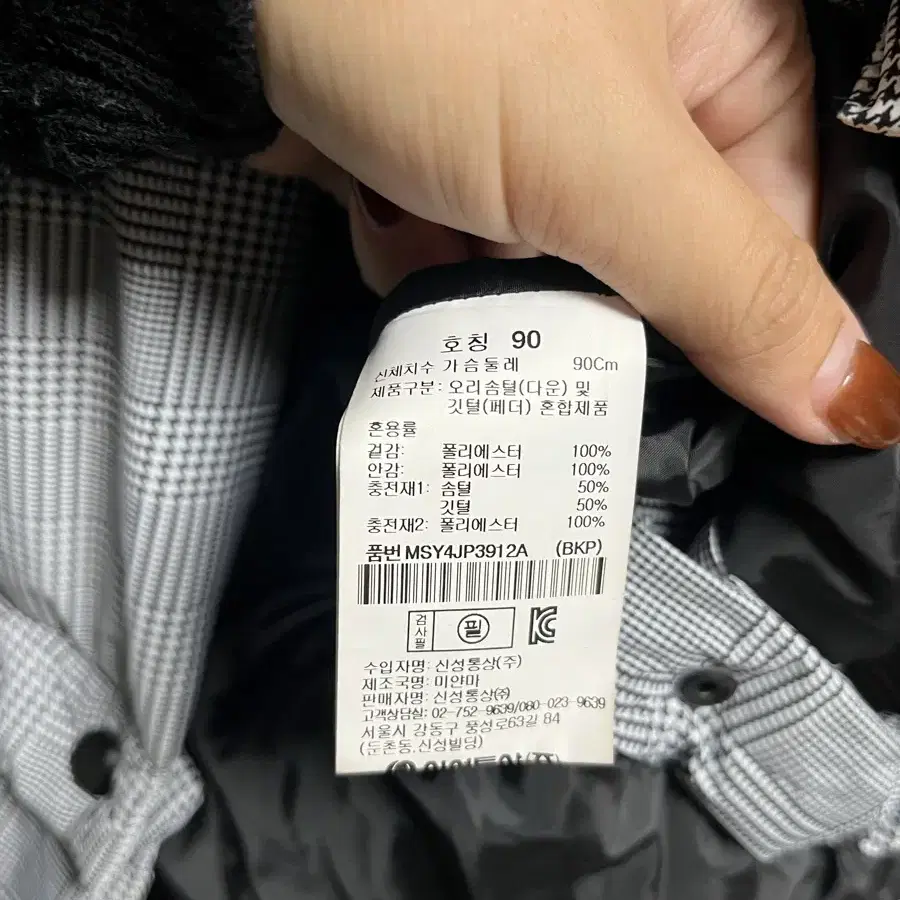 호칭 90
신체치수 가슴둘레 90Cm
제품구분: 오리솜털(다운) 및
깃털(페더) 혼합제품
혼용률
겉감: 폴리에스터 100%
안감: 폴리에스터 100%
충전재1: 솜털 50%
깃털 50%
충전재2: 폴리에스터 100%
품번 MSY4JP3912A (BKP)
검사필 필
수입자명: 신성통상(주)
제조국명: 미얀마
판매자명: 신성통상㈜
고객상담실: 02-752-9639/080-023-9639
서울시 강동구 풍성로63길 84
(둔촌동,신성빌딩)